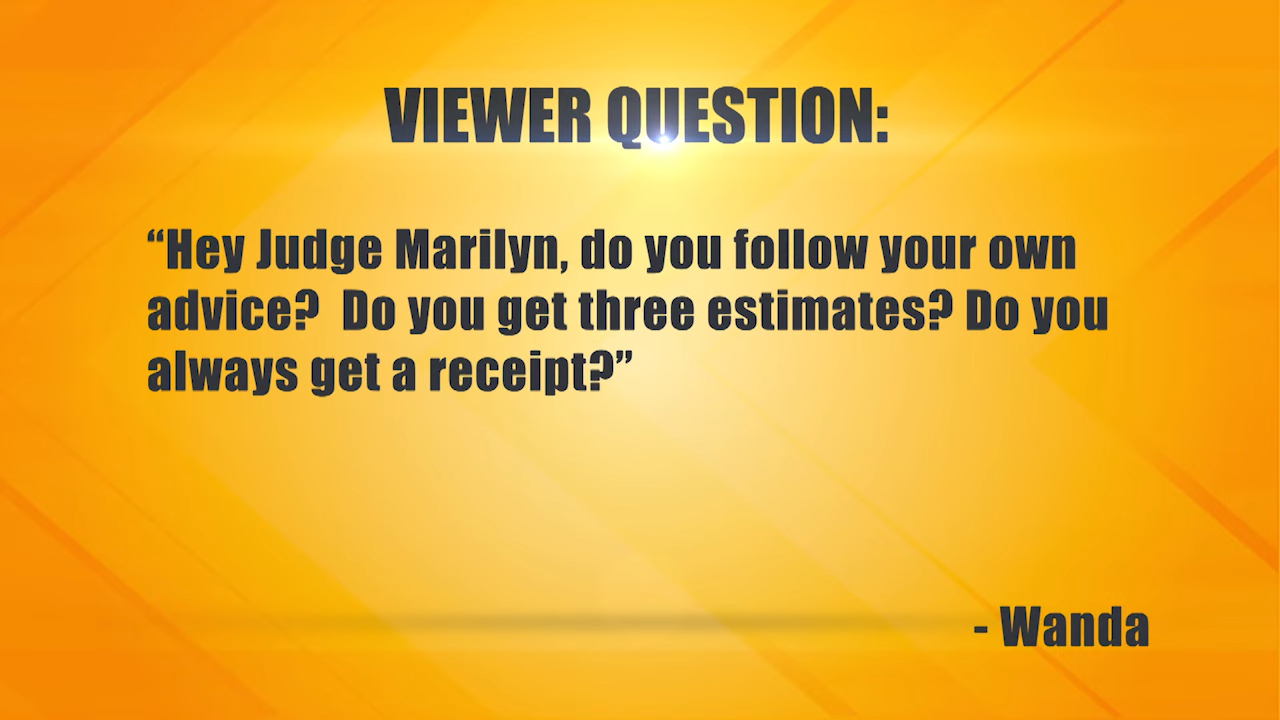 VIEWER QUESTION:
“Hey Judge Marilyn, do you follow your own
advice?  Do you get three estimates? Do you
always get a receipt?”
- Wanda